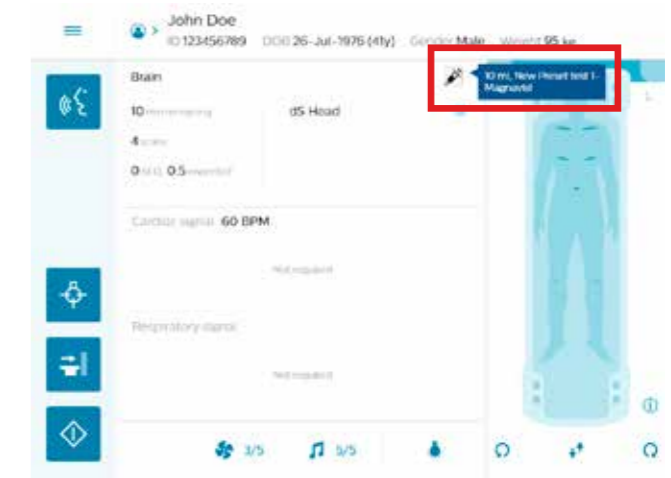 John Doe
ID 123456789 DOB 26-Jul-1976 (41y) Gender Male Weight 95 kg
Brain
10 ml, New Preset test 1-
10
dS Head
4
0 0.5
Cardiac signal 60 BPM
Not required
Respiratory signal
Not required
3/5 5/5
L